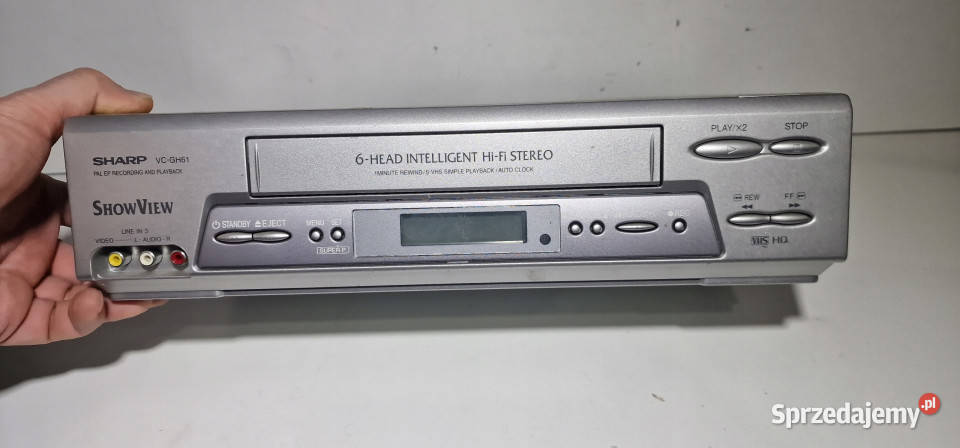 SHARP VC-GH61
PAL EP RECORDING AND PLAYBACK
SHOWVIEW
LINE IN 3
VIDEO L - AUDIO - R
6-HEAD INTELLIGENT Hi-Fi STEREO
1MINUTE REWIND / S-VHS SIMPLE PLAYBACK / AUTO CLOCK
STANDBY EJECT MENU SET
SUPER P
PLAY/X2 STOP
REW FF
VHS HQ
Sprzedajemy.pl